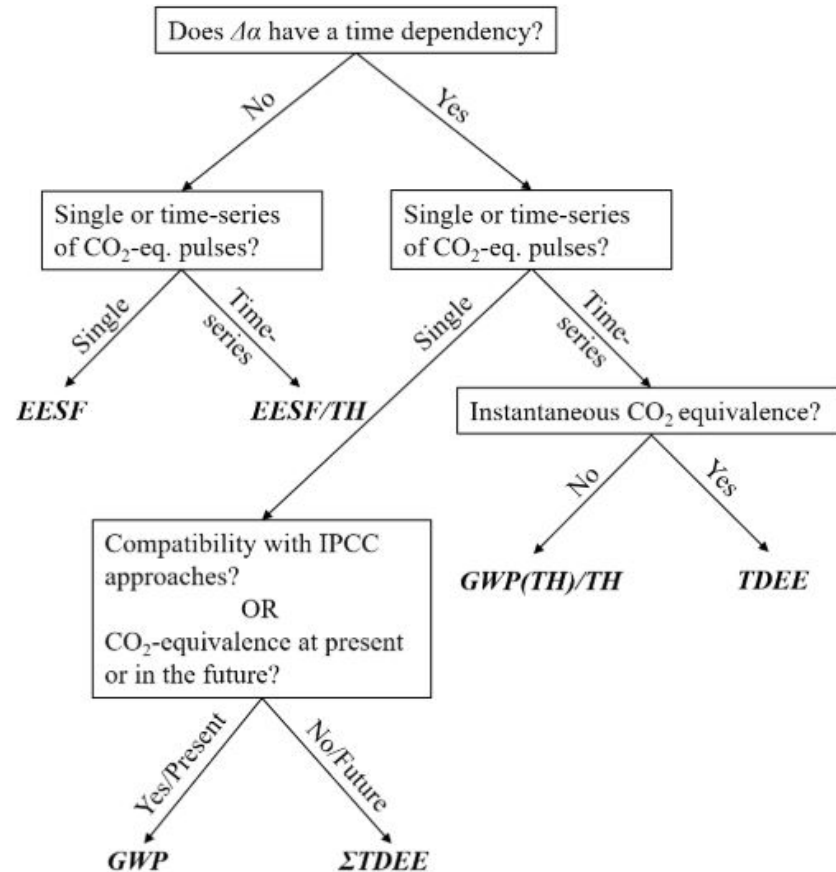 Does Δα have a time dependency?
No
Yes
Single or time-series
of CO₂-eq. pulses?
Single or time-series
of CO₂-eq. pulses?
Single
Time-
series
Single
Time-
series
EESF
EESF/TH
Instantaneous CO₂ equivalence?
No
Yes
Compatibility with IPCC
approaches?
OR
CO₂-equivalence at present
or in the future?
GWP(TH)/TH
TDEE
Yes/Present
No/Future
GWP
ΣTDEE